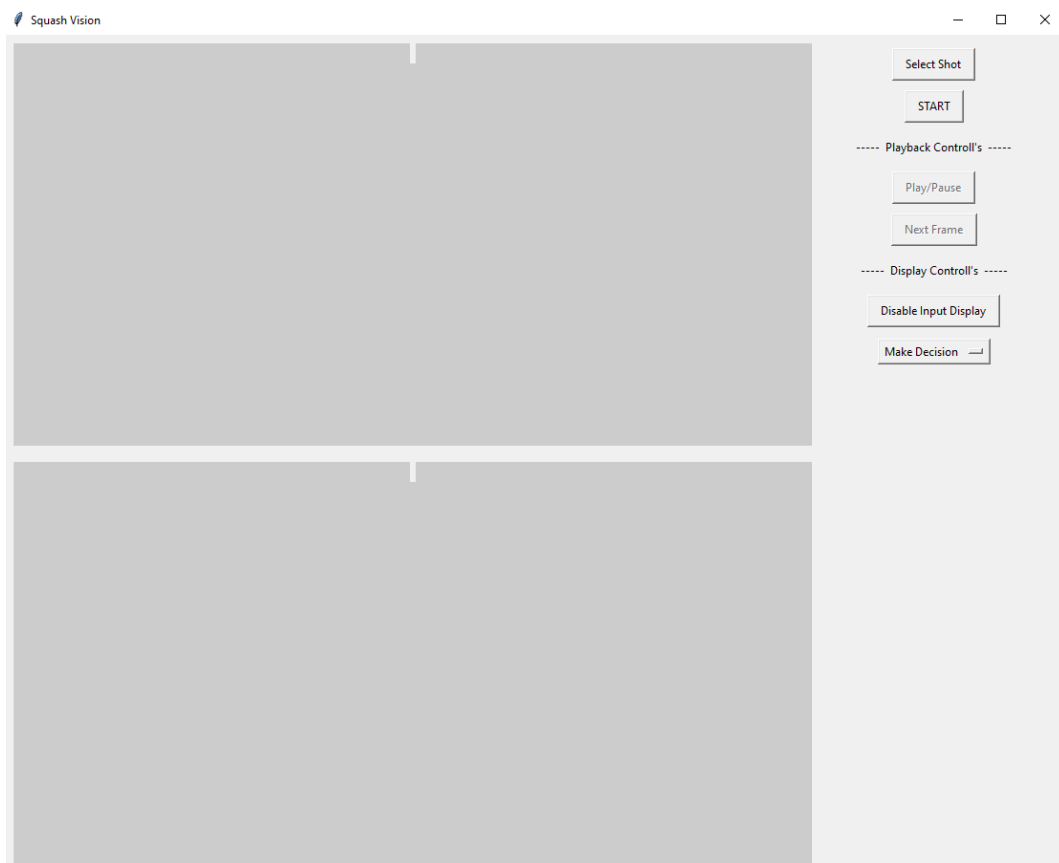 Squash Vision
Select Shot
START
----- Playback Controll's -----
Play/Pause
Next Frame
----- Display Controll's -----
Disable Input Display
Make Decision